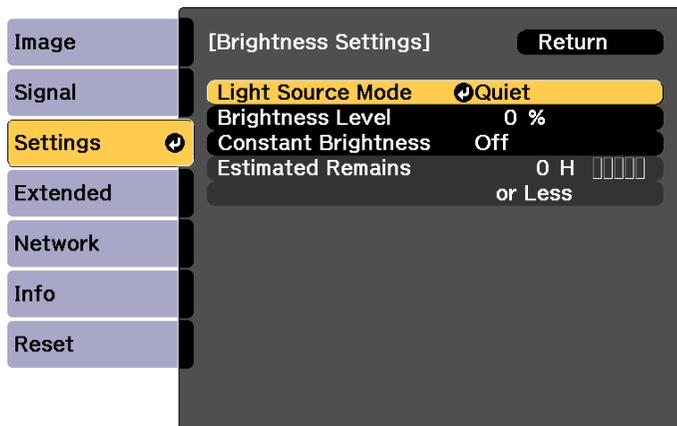 Image
Signal
Settings
Extended
Network
Info
Reset
[Brightness Settings]
Return
Light Source Mode Quiet
Brightness Level 0 %
Constant Brightness Off
Estimated Remains 0 H
or Less